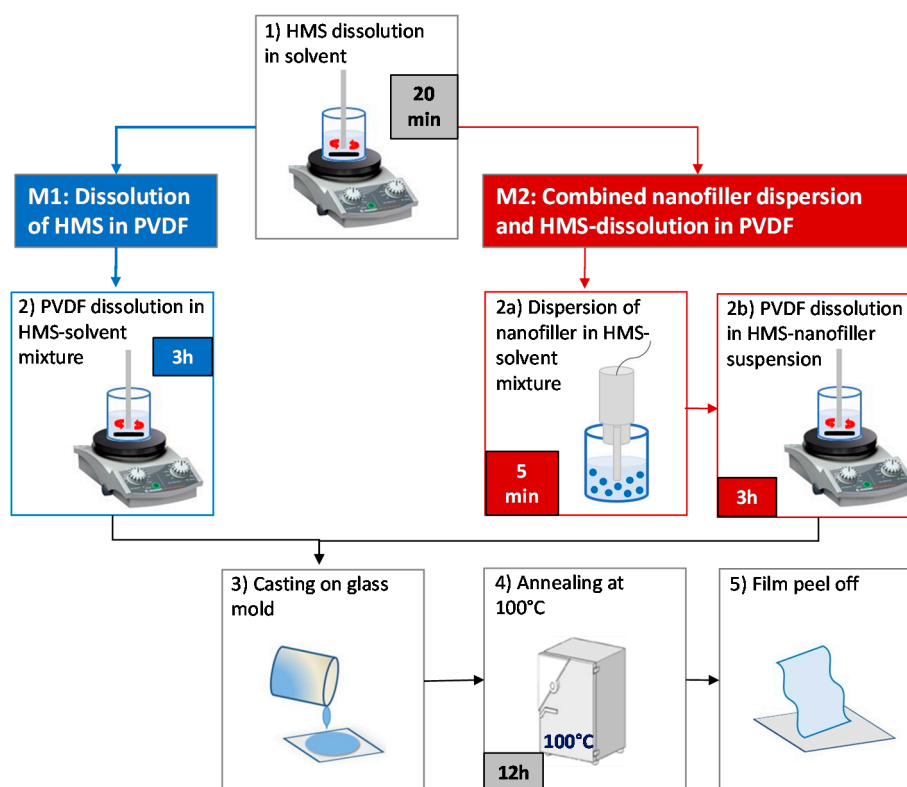 1) HMS dissolution
in solvent
20
min
M1: Dissolution
of HMS in PVDF
M2: Combined nanofiller dispersion
and HMS-dissolution in PVDF
2) PVDF dissolution in
HMS-solvent
mixture
3h
2a) Dispersion of
nanofiller in HMS-
solvent
mixture
5
min
2b) PVDF dissolution
in HMS-nanofiller
suspension
3h
3) Casting on glass
mold
4) Annealing at
100°C
100°C
12h
5) Film peel off